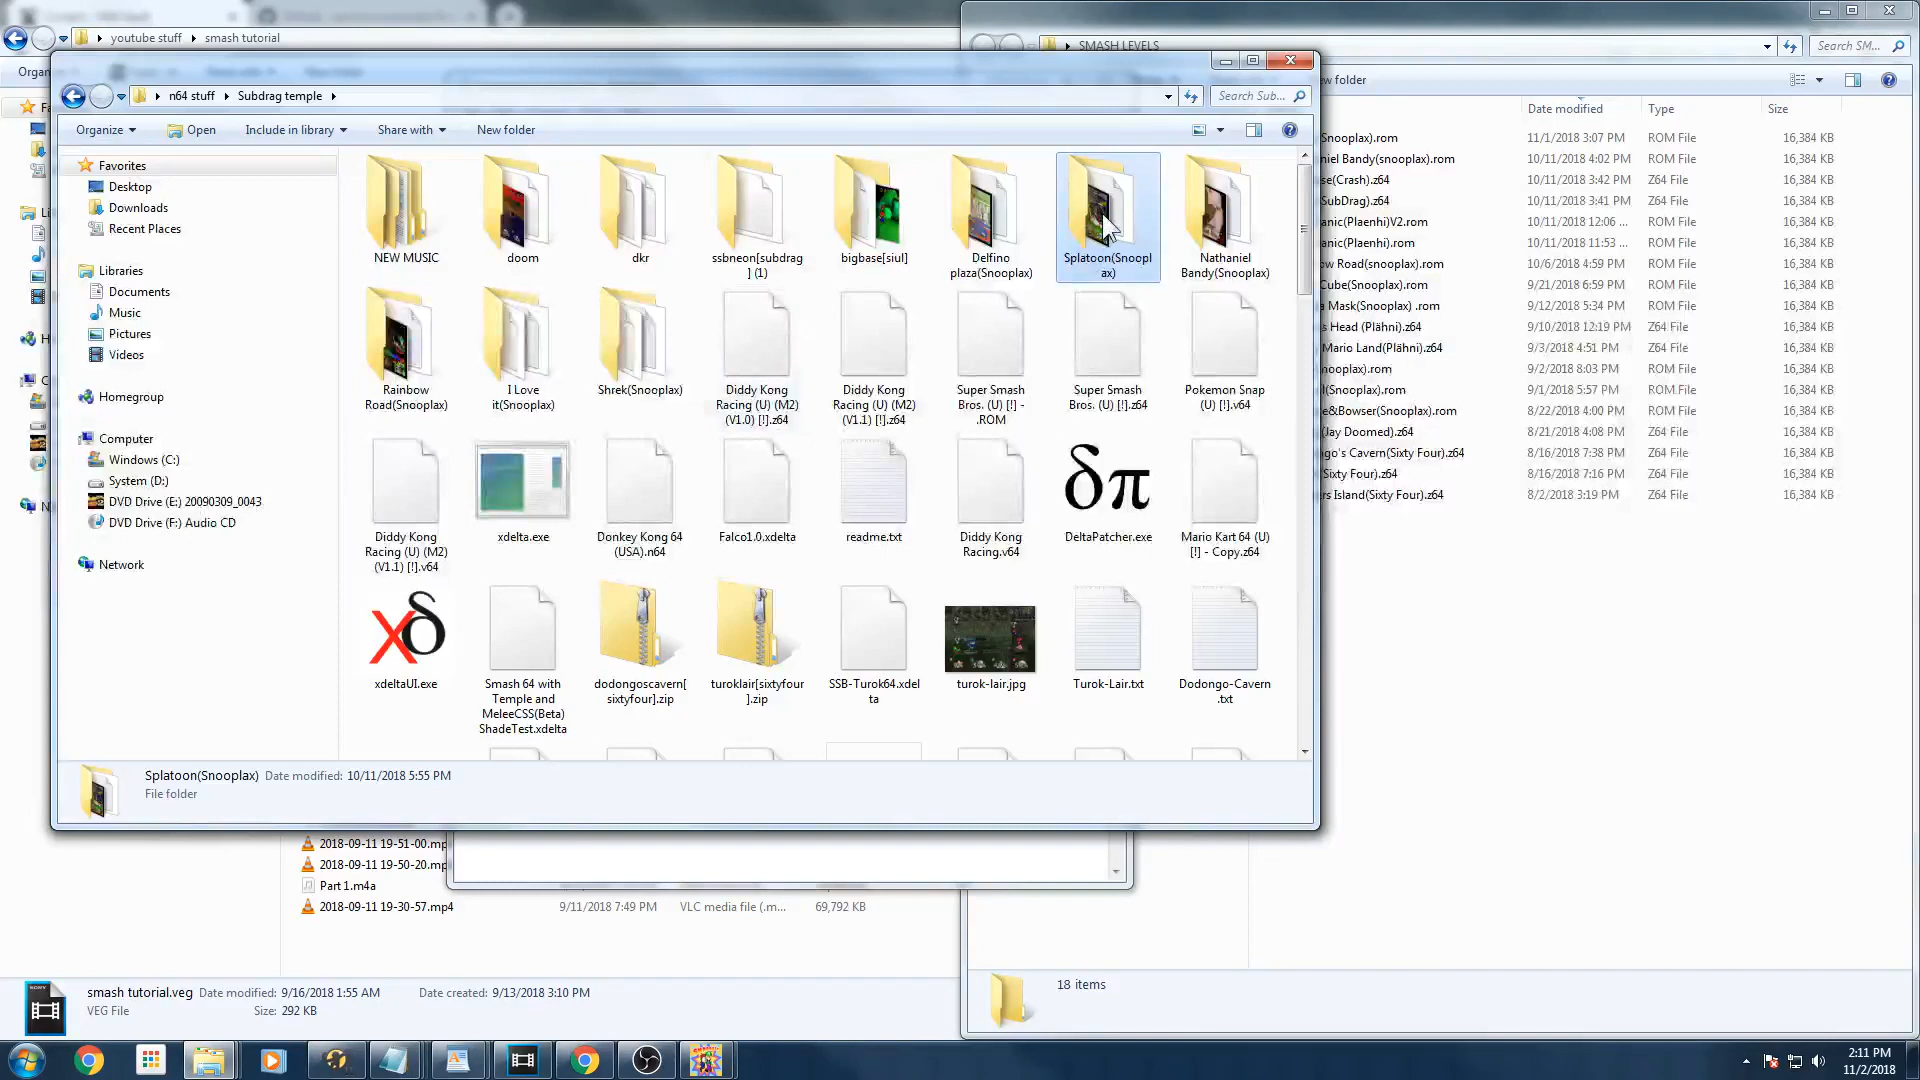 youtube stuff smash tutorial
SMASH LEVELS
Search SM...
n64 stuff Subdrag temple
Search Sub...
Organize Open Include in library Share with New folder
Favorites
Desktop
Downloads
Recent Places
Libraries
Documents
Music
Pictures
Videos
Homegroup
Computer
Windows (C:)
System (D:)
DVD Drive (E:) 20090309_0043
DVD Drive (F:) Audio CD
Network
NEW MUSIC
doom
dkr
ssbneon[subdrag
] (1)
bigbase[siul]
Delfino
plaza(Snooplax)
Splatoon(Snoopl
ax)
Nathaniel
Bandy(Snooplax)
Rainbow
Road(Snooplax)
I Love
it(Snooplax)
Shrek(Snooplax)
Diddy Kong
Racing (U) (M2)
(V1.0) [!].z64
Diddy Kong
Racing (U) (M2)
(V1.1) [!].z64
Super Smash
Bros. (U) [!] -
.ROM
Super Smash
Bros. (U) [!].z64
Pokemon Snap
(U) [!].v64
Diddy Kong
Racing (U) (M2)
(V1.1) [!].v64
xdelta.exe
Donkey Kong 64
(USA).n64
Falco1.0.xdelta
readme.txt
Diddy Kong
Racing.v64
δπ
DeltaPatcher.exe
Mario Kart 64 (U)
[!] - Copy.z64
Xδ
xdeltaUI.exe
Smash 64 with
Temple and
MeleeCSS(Beta)
ShadeTest.xdelta
dodongoscavern[
sixtyfour].zip
turoklair[sixtyfour
].zip
SSB-Turok64.xdel
ta
turok-lair.jpg
Turok-Lair.txt
Dodongo-Cavern
.txt
Splatoon(Snooplax) Date modified: 10/11/2018 5:55 PM
File folder
ew folder
Date modified Type Size
Snooplax).rom 11/1/2018 3:07 PM ROM File 16,384 KB
niel Bandy(snooplax).rom 10/11/2018 4:02 PM ROM File 16,384 KB
se(Crash).z64 10/11/2018 3:42 PM Z64 File 16,384 KB
SubDrag).z64 10/11/2018 3:41 PM Z64 File 16,384 KB
anic(Plaenhi)V2.rom 10/11/2018 12:06 ... ROM File 16,384 KB
anic(Plaenhi).rom 10/11/2018 11:53 ... ROM File 16,384 KB
ow Road(snooplax).rom 10/6/2018 4:59 PM ROM File 16,384 KB
Cube(Snooplax).rom 9/21/2018 6:59 PM ROM File 16,384 KB
a Mask(Snooplax) .rom 9/12/2018 5:34 PM ROM File 16,384 KB
s Head (Plähni).z64 9/10/2018 12:19 PM Z64 File 16,384 KB
Mario Land(Plähni).z64 9/3/2018 4:51 PM Z64 File 16,384 KB
nooplax).rom 9/2/2018 8:03 PM ROM File 16,384 KB
l(Snooplax).rom 9/1/2018 5:57 PM ROM File 16,384 KB
e&Bowser(Snooplax).rom 8/22/2018 4:00 PM ROM File 16,384 KB
(Jay Doomed).z64 8/21/2018 4:08 PM Z64 File 16,384 KB
ngo's Cavern(Sixty Four).z64 8/16/2018 7:38 PM Z64 File 16,384 KB
(Sixty Four).z64 8/16/2018 7:16 PM Z64 File 16,384 KB
rs Island(Sixty Four).z64 8/2/2018 3:19 PM Z64 File 16,384 KB
18 items
2018-09-11 19-51-00.mp
2018-09-11 19-50-20.mp
Part 1.m4a
2018-09-11 19-30-57.mp4 9/11/2018 7:49 PM VLC media file (.m... 69,792 KB
smash tutorial.veg Date modified: 9/16/2018 1:55 AM Date created: 9/13/2018 3:10 PM
VEG File Size: 292 KB
2:11 PM
11/2/2018